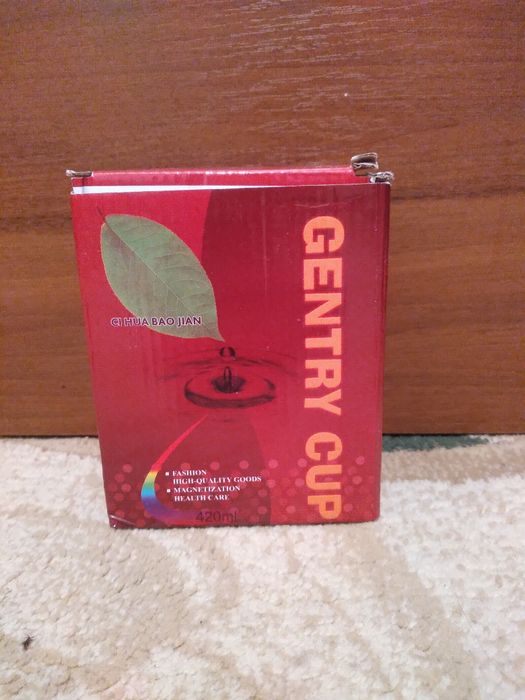 GENTRY CUP
CI HUA BAO JIAN
FASHION
HIGH-QUALITY GOODS
MAGNETIZATION
HEALTH CARE
420ml